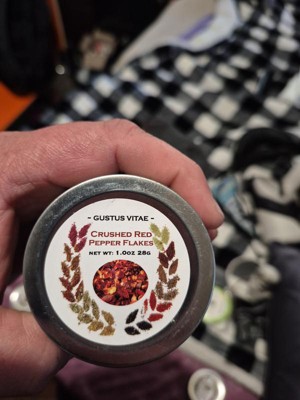 - GUSTUS VITAE -
CRUSHED RED
PEPPER FLAKES
NET WT: 1.0OZ 28G